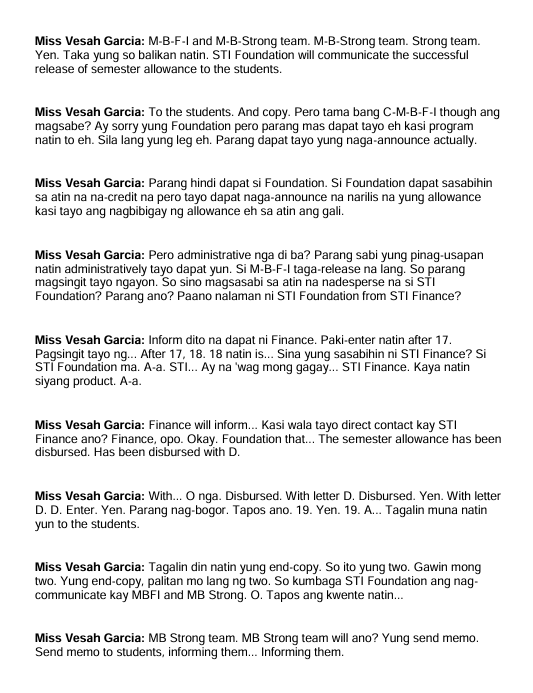 Miss Vesah Garcia: M-B-F-I and M-B-Strong team. M-B-Strong team. Strong team.
Yen. Taka yung so balikan natin. STI Foundation will communicate the successful
release of semester allowance to the students.
Miss Vesah Garcia: To the students. And copy. Pero tama bang C-M-B-F-I though ang
magsabe? Ay sorry yung Foundation pero parang mas dapat tayo eh kasi program
natin to eh. Sila lang yung leg eh. Parang dapat tayo yung naga-announce actually.
Miss Vesah Garcia: Parang hindi dapat si Foundation. Si Foundation dapat sasabihin
sa atin na na-credit na pero tayo dapat naga-announce na narilis na yung allowance
kasi tayo ang nagbibigay ng allowance eh sa atin ang gali.
Miss Vesah Garcia: Pero administrative nga di ba? Parang sabi yung pinag-usapan
natin administratively tayo dapat yun. Si M-B-F-I taga-release na lang. So parang
magsingit tayo ngayon. So sino magsasabi sa atin na nadesperse na si STI
Foundation? Parang ano? Paano nalaman ni STI Foundation from STI Finance?
Miss Vesah Garcia: Inform dito na dapat ni Finance. Paki-enter natin after 17.
Pagsingit tayo ng... After 17, 18. 18 natin is... Sina yung sasabihin ni STI Finance? Si
STI Foundation ma. A-a. STI... Ay na 'wag mong gagay... STI Finance. Kaya natin
siyang product. A-a.
Miss Vesah Garcia: Finance will inform... Kasi wala tayo direct contact kay STI
Finance ano? Finance, opo. Okay. Foundation that... The semester allowance has been
disbursed. Has been disbursed with D.
Miss Vesah Garcia: With... O nga. Disbursed. With letter D. Disbursed. Yen. With letter
D. D. Enter. Yen. Parang nag-bogor. Tapos ano. 19. Yen. 19. A... Tagalin muna natin
yun to the students.
Miss Vesah Garcia: Tagalin din natin yung end-copy. So ito yung two. Gawin mong
two. Yung end-copy, palitan mo lang ng two. So kumbaga STI Foundation ang nag-
communicate kay MBFI and MB Strong. O. Tapos ang kwente natin...
Miss Vesah Garcia: MB Strong team. MB Strong team will ano? Yung send memo.
Send memo to students, informing them... Informing them.